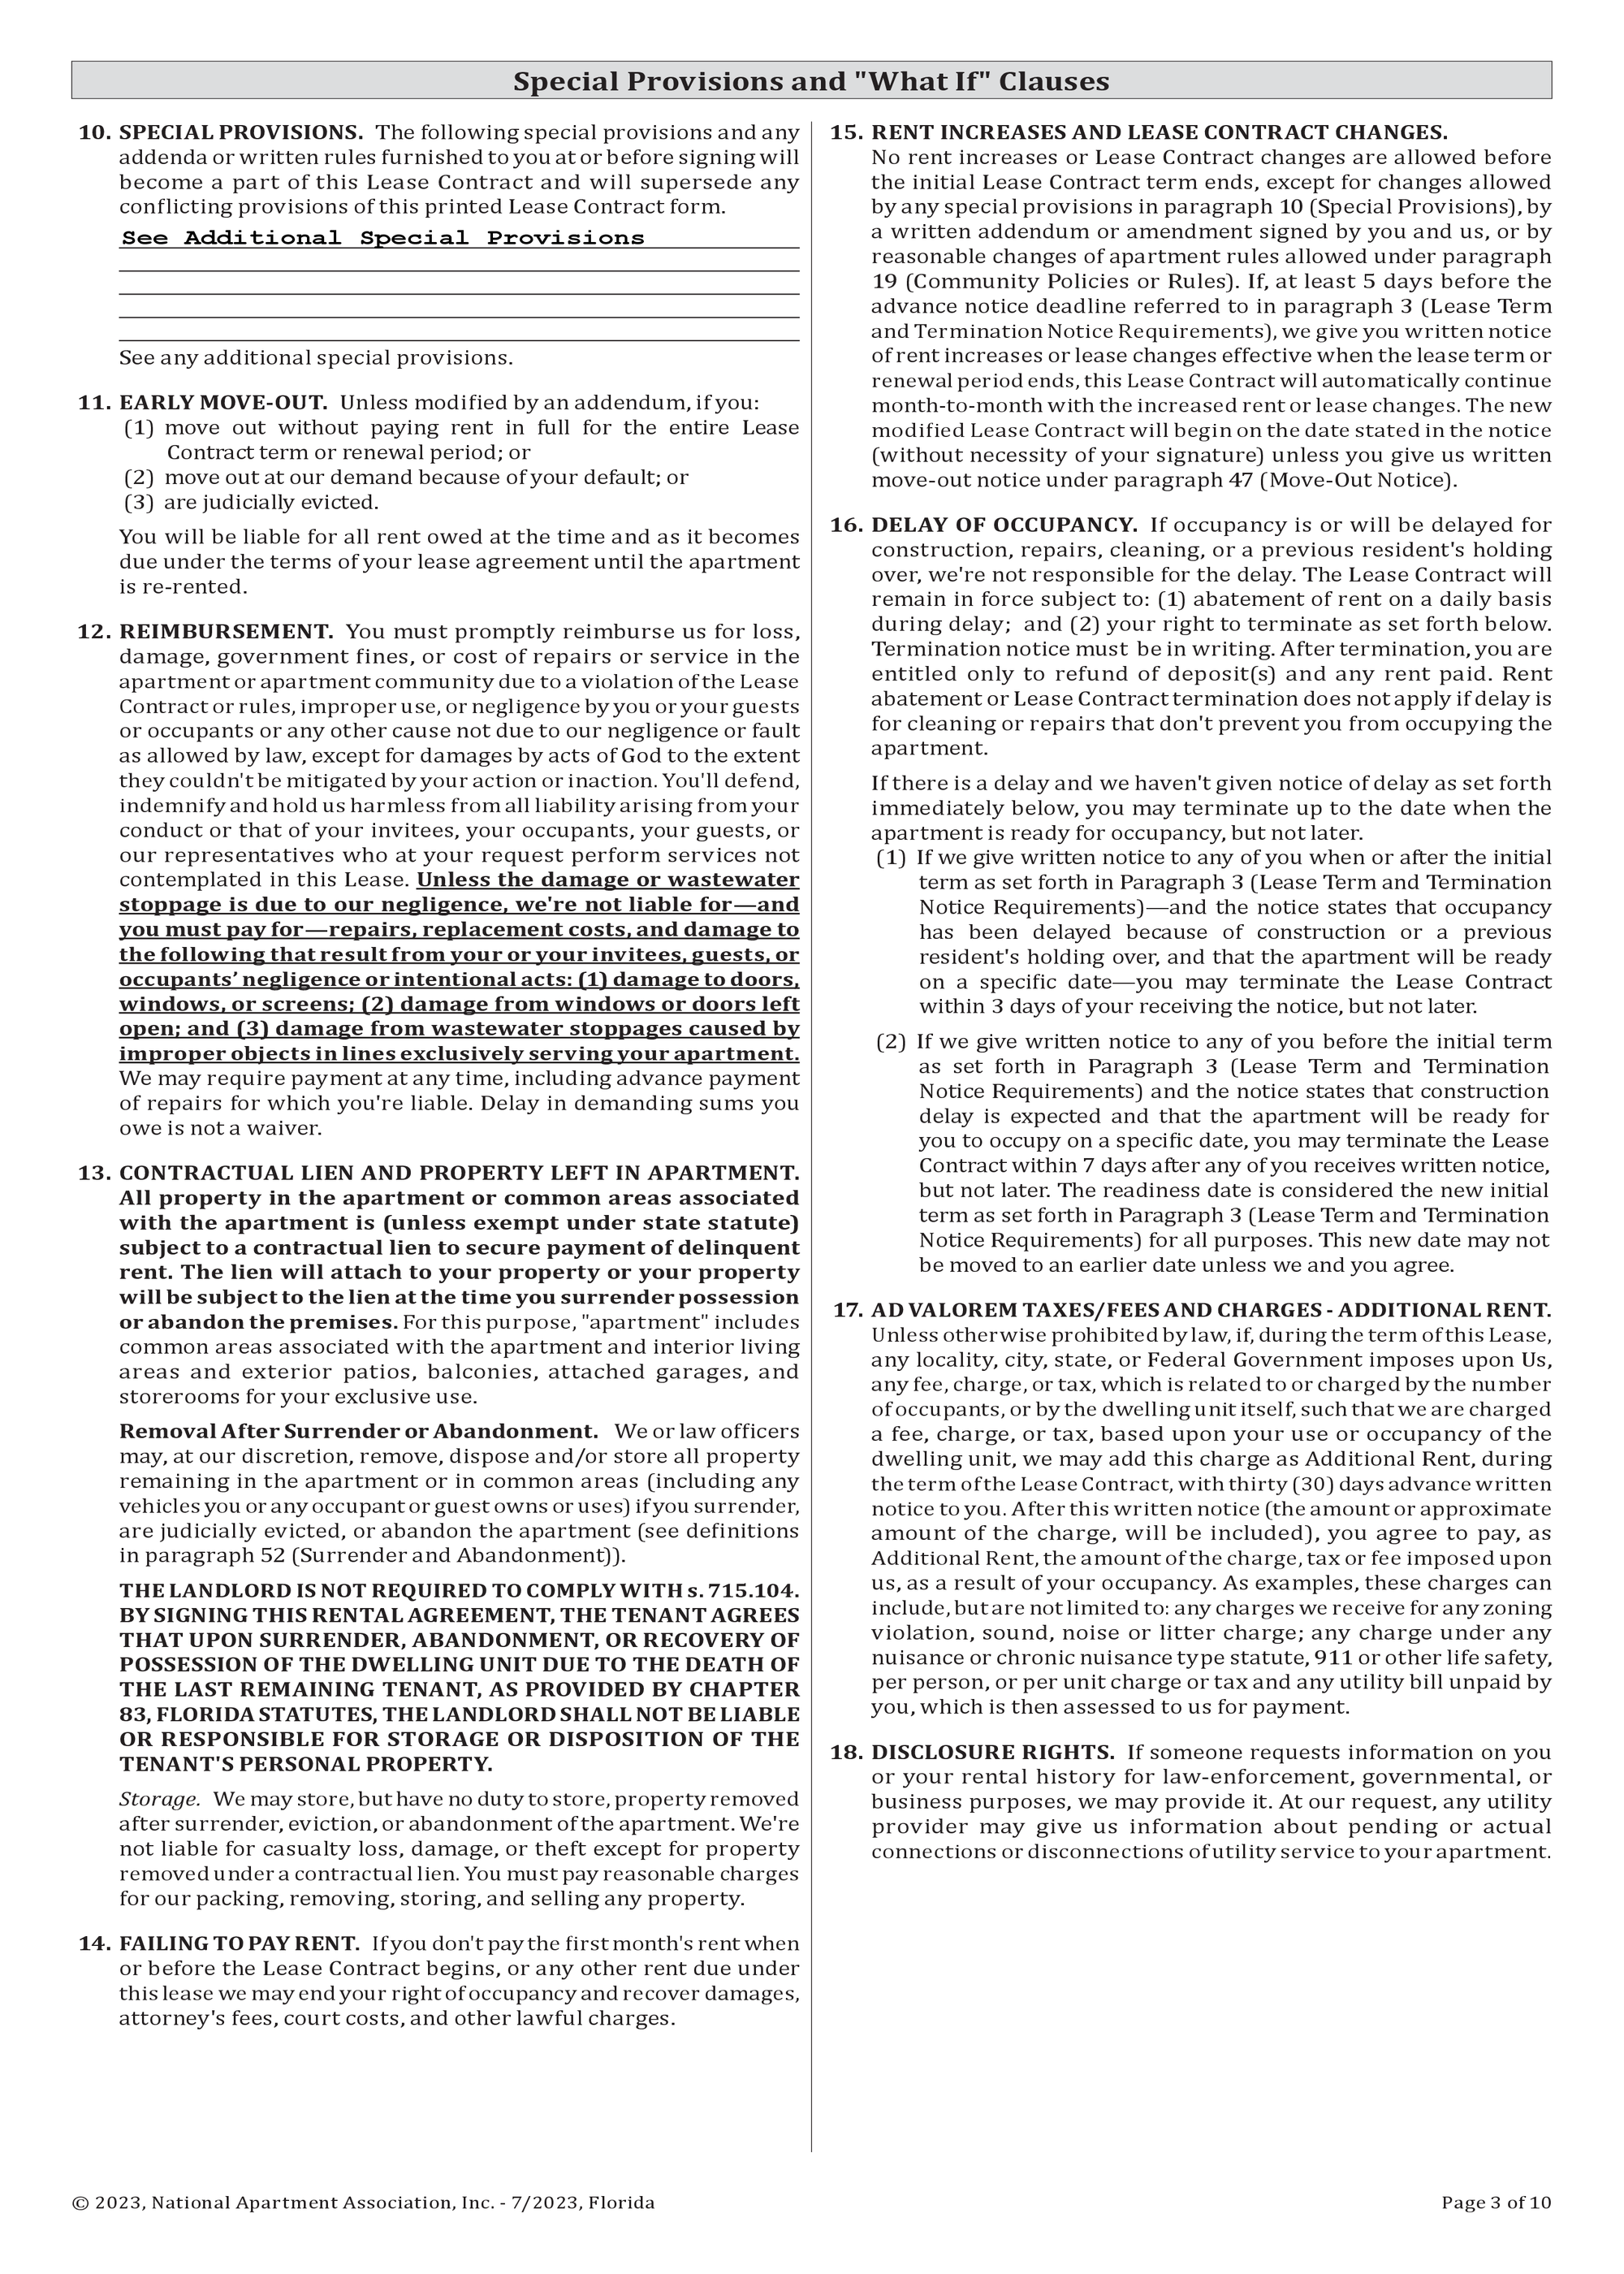 Special Provisions and "What If" Clauses
10. SPECIAL PROVISIONS. The following special provisions and any
addenda or written rules furnished to you at or before signing will
become a part of this Lease Contract and will supersede any
conflicting provisions of this printed Lease Contract form.
See Additional Special Provisions
See any additional special provisions.
11. EARLY MOVE-OUT. Unless modified by an addendum, if you:
(1) move out without paying rent in full for the entire Lease
Contract term or renewal period; or
(2) move out at our demand because of your default; or
(3) are judicially evicted.
You will be liable for all rent owed at the time and as it becomes
due under the terms of your lease agreement until the apartment
is re-rented.
12. REIMBURSEMENT. You must promptly reimburse us for loss,
damage, government fines, or cost of repairs or service in the
apartment or apartment community due to a violation of the Lease
Contract or rules, improper use, or negligence by you or your guests
or occupants or any other cause not due to our negligence or fault
as allowed by law, except for damages by acts of God to the extent
they couldn't be mitigated by your action or inaction. You'll defend,
indemnify and hold us harmless from all liability arising from your
conduct or that of your invitees, your occupants, your guests, or
our representatives who at your request perform services not
contemplated in this Lease. Unless the damage or wastewater
stoppage is due to our negligence, we're not liable for—and
you must pay for—repairs, replacement costs, and damage to
the following that result from your or your invitees, guests, or
occupants’ negligence or intentional acts: (1) damage to doors,
windows, or screens; (2) damage from windows or doors left
open; and (3) damage from wastewater stoppages caused by
improper objects in lines exclusively serving your apartment.
We may require payment at any time, including advance payment
of repairs for which you're liable. Delay in demanding sums you
owe is not a waiver.
13. CONTRACTUAL LIEN AND PROPERTY LEFT IN APARTMENT.
All property in the apartment or common areas associated
with the apartment is (unless exempt under state statute)
subject to a contractual lien to secure payment of delinquent
rent. The lien will attach to your property or your property
will be subject to the lien at the time you surrender possession
or abandon the premises. For this purpose, "apartment" includes
common areas associated with the apartment and interior living
areas and exterior patios, balconies, attached garages, and
storerooms for your exclusive use.
Removal After Surrender or Abandonment. We or law officers
may, at our discretion, remove, dispose and/or store all property
remaining in the apartment or in common areas (including any
vehicles you or any occupant or guest owns or uses) if you surrender,
are judicially evicted, or abandon the apartment (see definitions
in paragraph 52 (Surrender and Abandonment)).
THE LANDLORD IS NOT REQUIRED TO COMPLY WITH s. 715.104.
BY SIGNING THIS RENTAL AGREEMENT, THE TENANT AGREES
THAT UPON SURRENDER, ABANDONMENT, OR RECOVERY OF
POSSESSION OF THE DWELLING UNIT DUE TO THE DEATH OF
THE LAST REMAINING TENANT, AS PROVIDED BY CHAPTER
83, FLORIDA STATUTES, THE LANDLORD SHALL NOT BE LIABLE
OR RESPONSIBLE FOR STORAGE OR DISPOSITION OF THE
TENANT'S PERSONAL PROPERTY.
Storage. We may store, but have no duty to store, property removed
after surrender, eviction, or abandonment of the apartment. We're
not liable for casualty loss, damage, or theft except for property
removed under a contractual lien. You must pay reasonable charges
for our packing, removing, storing, and selling any property.
14. FAILING TO PAY RENT. If you don't pay the first month's rent when
or before the Lease Contract begins, or any other rent due under
this lease we may end your right of occupancy and recover damages,
attorney's fees, court costs, and other lawful charges.
15. RENT INCREASES AND LEASE CONTRACT CHANGES.
No rent increases or Lease Contract changes are allowed before
the initial Lease Contract term ends, except for changes allowed
by any special provisions in paragraph 10 (Special Provisions), by
a written addendum or amendment signed by you and us, or by
reasonable changes of apartment rules allowed under paragraph
19 (Community Policies or Rules). If, at least 5 days before the
advance notice deadline referred to in paragraph 3 (Lease Term
and Termination Notice Requirements), we give you written notice
of rent increases or lease changes effective when the lease term or
renewal period ends, this Lease Contract will automatically continue
month-to-month with the increased rent or lease changes. The new
modified Lease Contract will begin on the date stated in the notice
(without necessity of your signature) unless you give us written
move-out notice under paragraph 47 (Move-Out Notice).
16. DELAY OF OCCUPANCY. If occupancy is or will be delayed for
construction, repairs, cleaning, or a previous resident's holding
over, we're not responsible for the delay. The Lease Contract will
remain in force subject to: (1) abatement of rent on a daily basis
during delay; and (2) your right to terminate as set forth below.
Termination notice must be in writing. After termination, you are
entitled only to refund of deposit(s) and any rent paid. Rent
abatement or Lease Contract termination does not apply if delay is
for cleaning or repairs that don't prevent you from occupying the
apartment.
If there is a delay and we haven't given notice of delay as set forth
immediately below, you may terminate up to the date when the
apartment is ready for occupancy, but not later.
(1) If we give written notice to any of you when or after the initial
term as set forth in Paragraph 3 (Lease Term and Termination
Notice Requirements)—and the notice states that occupancy
has been delayed because of construction or a previous
resident's holding over, and that the apartment will be ready
on a specific date—you may terminate the Lease Contract
within 3 days of your receiving the notice, but not later.
(2) If we give written notice to any of you before the initial term
as set forth in Paragraph 3 (Lease Term and Termination
Notice Requirements) and the notice states that construction
delay is expected and that the apartment will be ready for
you to occupy on a specific date, you may terminate the Lease
Contract within 7 days after any of you receives written notice,
but not later. The readiness date is considered the new initial
term as set forth in Paragraph 3 (Lease Term and Termination
Notice Requirements) for all purposes. This new date may not
be moved to an earlier date unless we and you agree.
17. AD VALOREM TAXES/FEES AND CHARGES - ADDITIONAL RENT.
Unless otherwise prohibited by law, if, during the term of this Lease,
any locality, city, state, or Federal Government imposes upon Us,
any fee, charge, or tax, which is related to or charged by the number
of occupants, or by the dwelling unit itself, such that we are charged
a fee, charge, or tax, based upon your use or occupancy of the
dwelling unit, we may add this charge as Additional Rent, during
the term of the Lease Contract, with thirty (30) days advance written
notice to you. After this written notice (the amount or approximate
amount of the charge, will be included), you agree to pay, as
Additional Rent, the amount of the charge, tax or fee imposed upon
us, as a result of your occupancy. As examples, these charges can
include, but are not limited to: any charges we receive for any zoning
violation, sound, noise or litter charge; any charge under any
nuisance or chronic nuisance type statute, 911 or other life safety,
per person, or per unit charge or tax and any utility bill unpaid by
you, which is then assessed to us for payment.
18. DISCLOSURE RIGHTS. If someone requests information on you
or your rental history for law-enforcement, governmental, or
business purposes, we may provide it. At our request, any utility
provider may give us information about pending or actual
connections or disconnections of utility service to your apartment.
© 2023, National Apartment Association, Inc. - 7/2023, Florida
Page 3 of 10